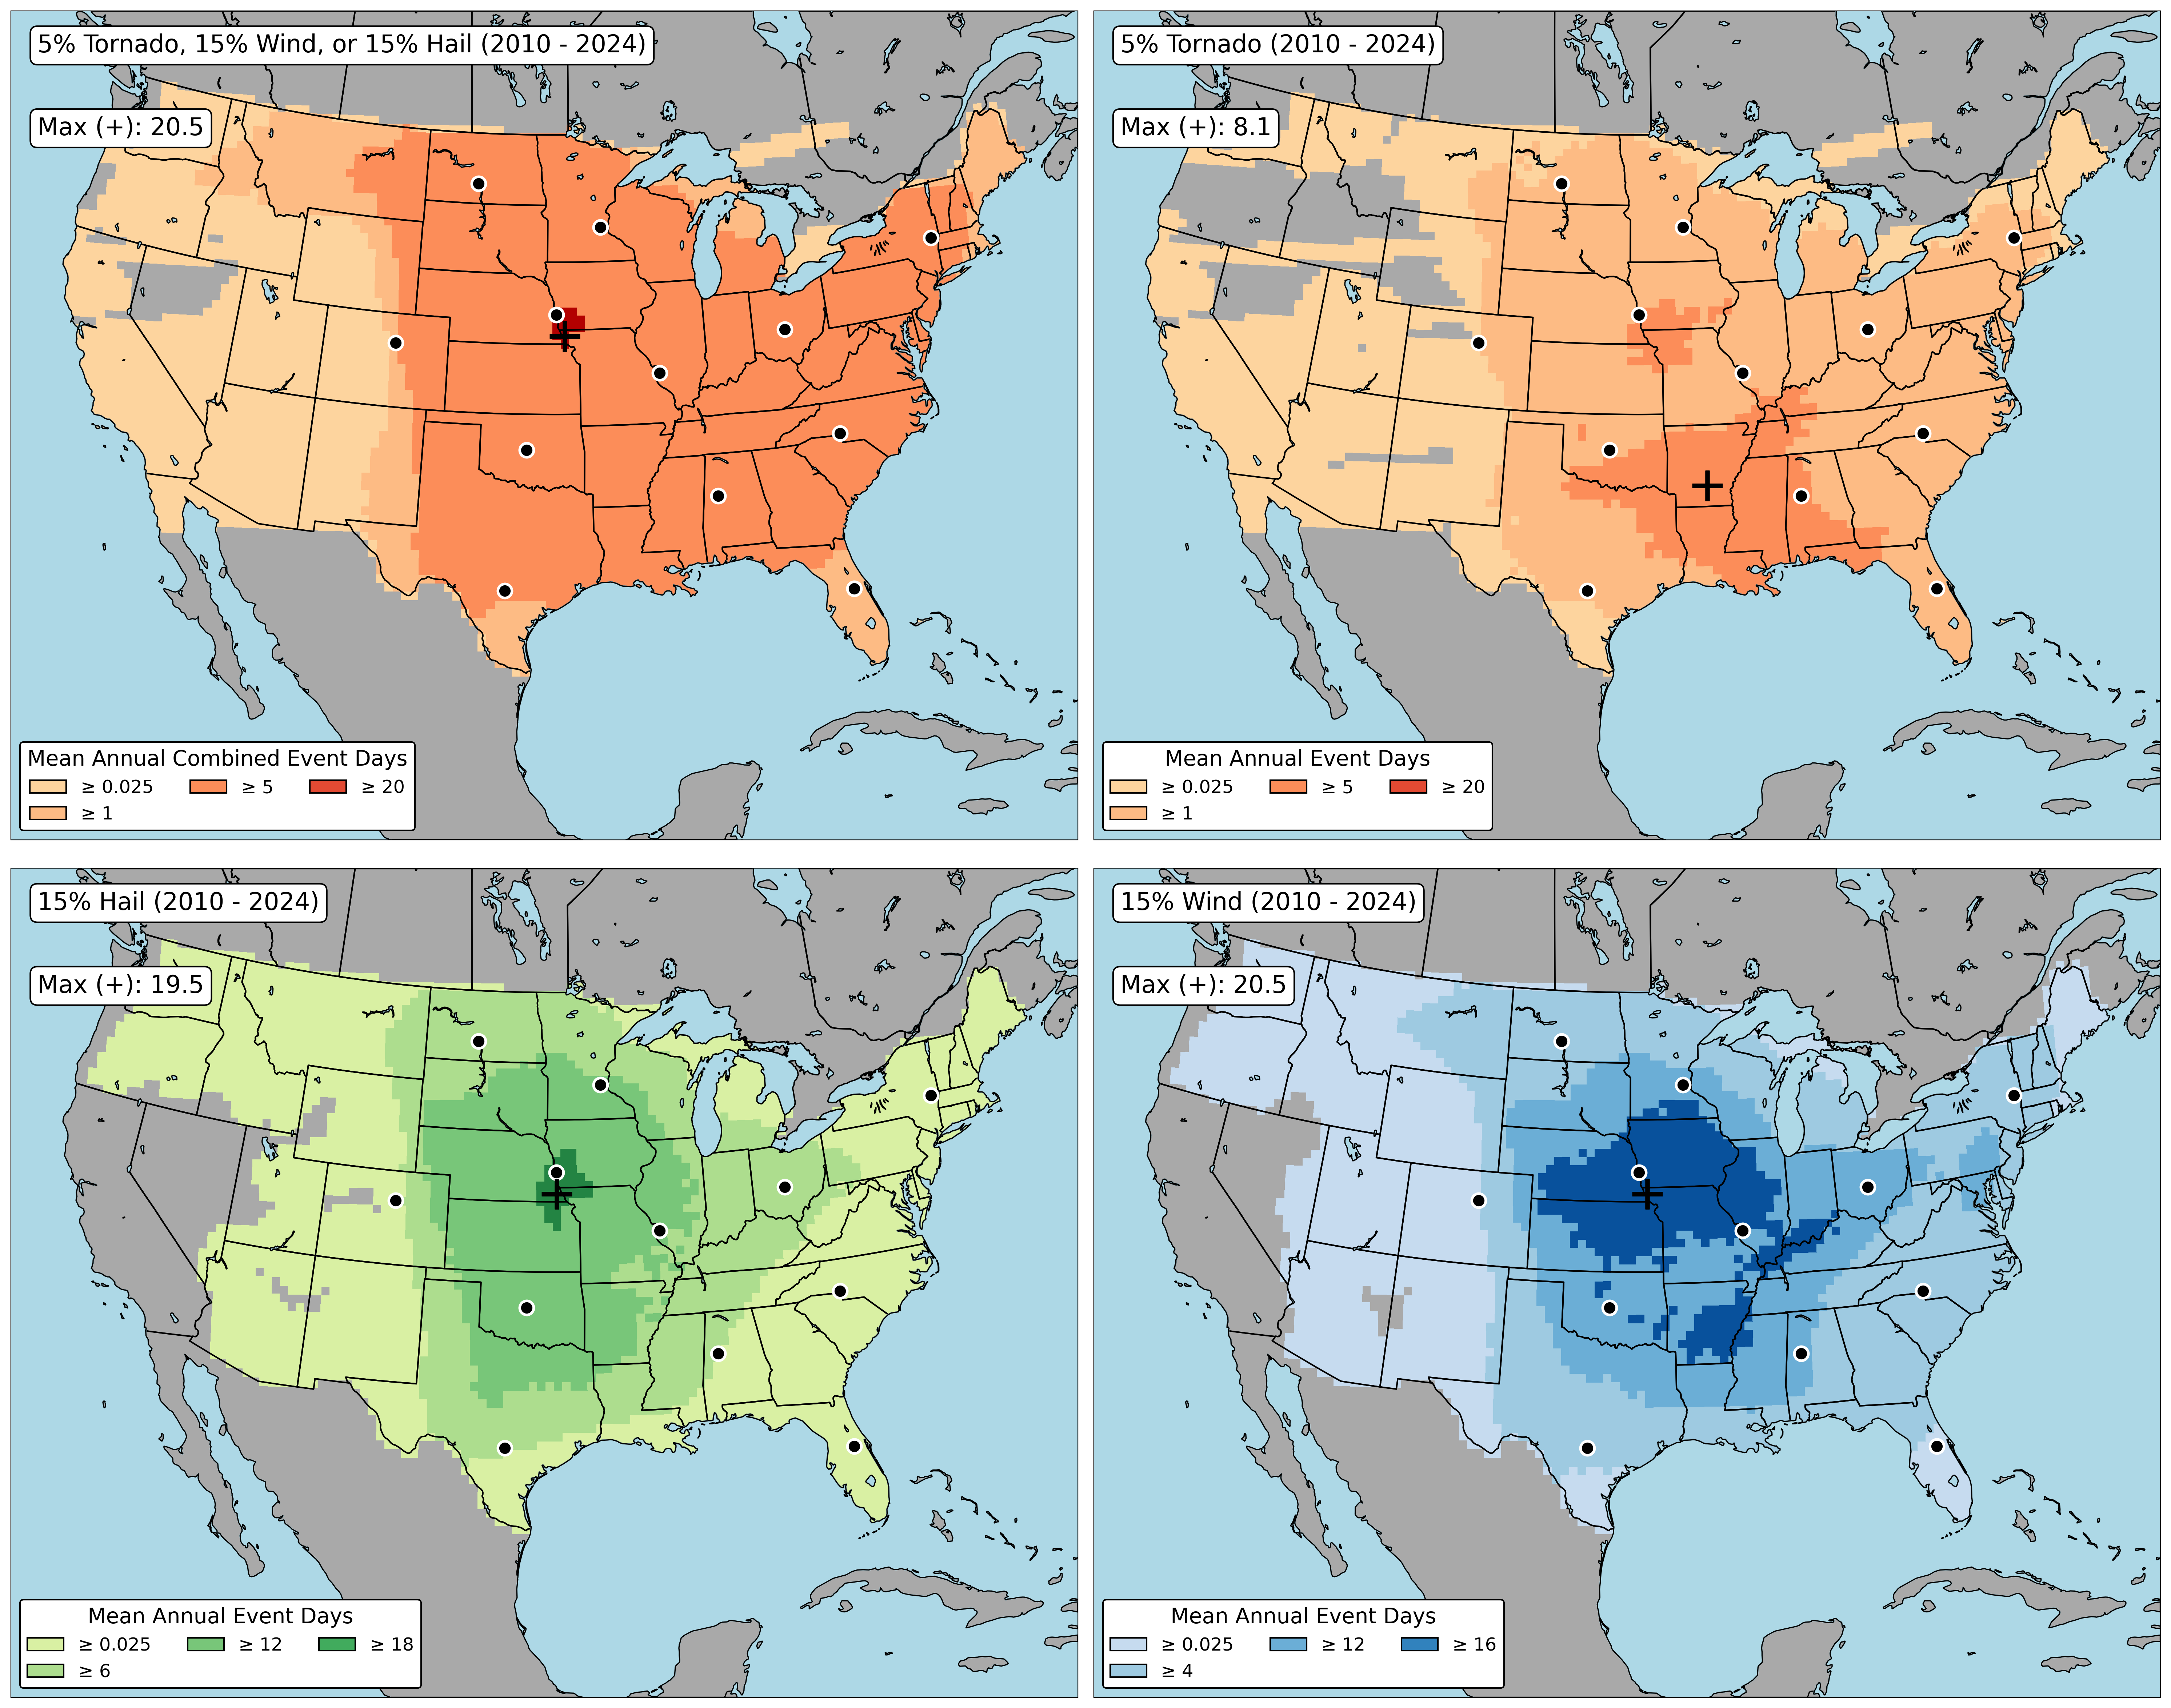 5% Tornado, 15% Wind, or 15% Hail (2010 - 2024)
Max (+): 20.5
Mean Annual Combined Event Days
≥ 0.025 ≥ 5 ≥ 20
≥ 1
5% Tornado (2010 - 2024)
Max (+): 8.1
Mean Annual Event Days
≥ 0.025 ≥ 5 ≥ 20
≥ 1
15% Hail (2010 - 2024)
Max (+): 19.5
Mean Annual Event Days
≥ 0.025 ≥ 12 ≥ 18
≥ 6
15% Wind (2010 - 2024)
Max (+): 20.5
Mean Annual Event Days
≥ 0.025 ≥ 12 ≥ 16
≥ 4